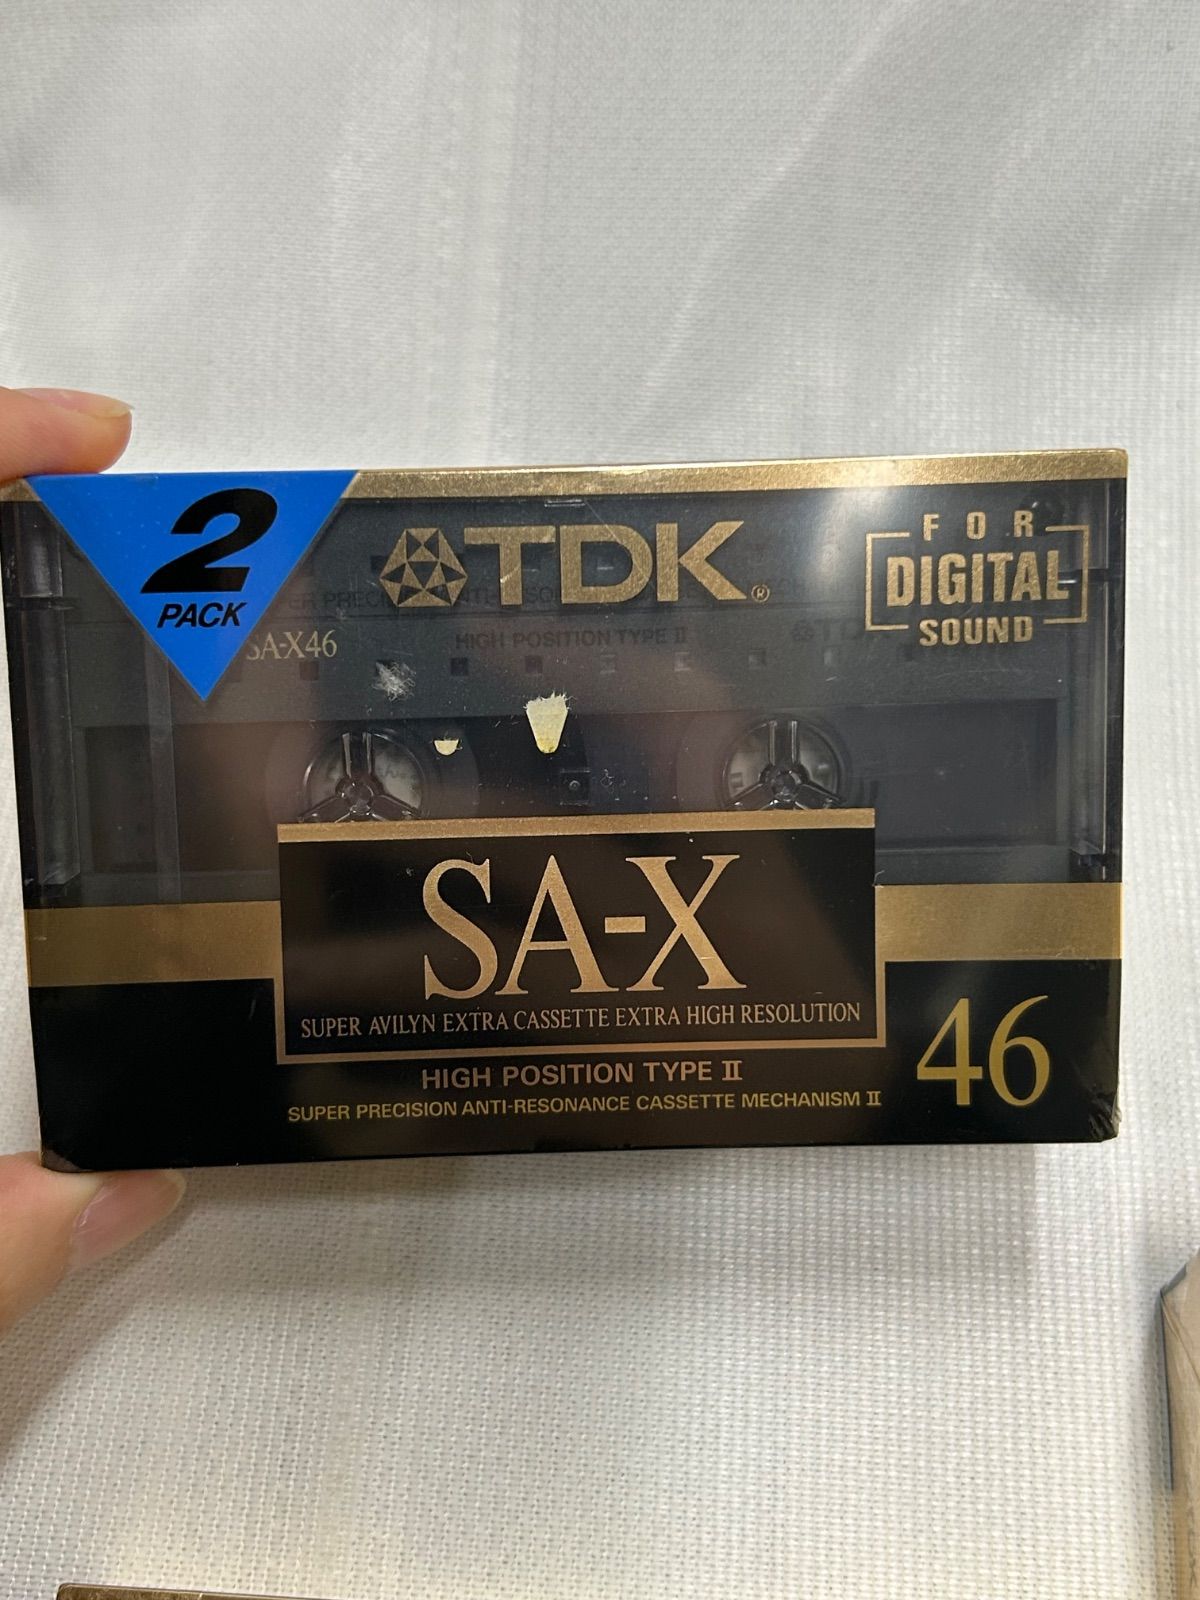 2
PACK
TDK®
FOR
DIGITAL
SOUND
SA-X46
HIGH POSITION TYPE II
TDK
SA-X
SUPER AVILYN EXTRA CASSETTE EXTRA HIGH RESOLUTION
HIGH POSITION TYPE II
SUPER PRECISION ANTI-RESONANCE CASSETTE MECHANISM II
46